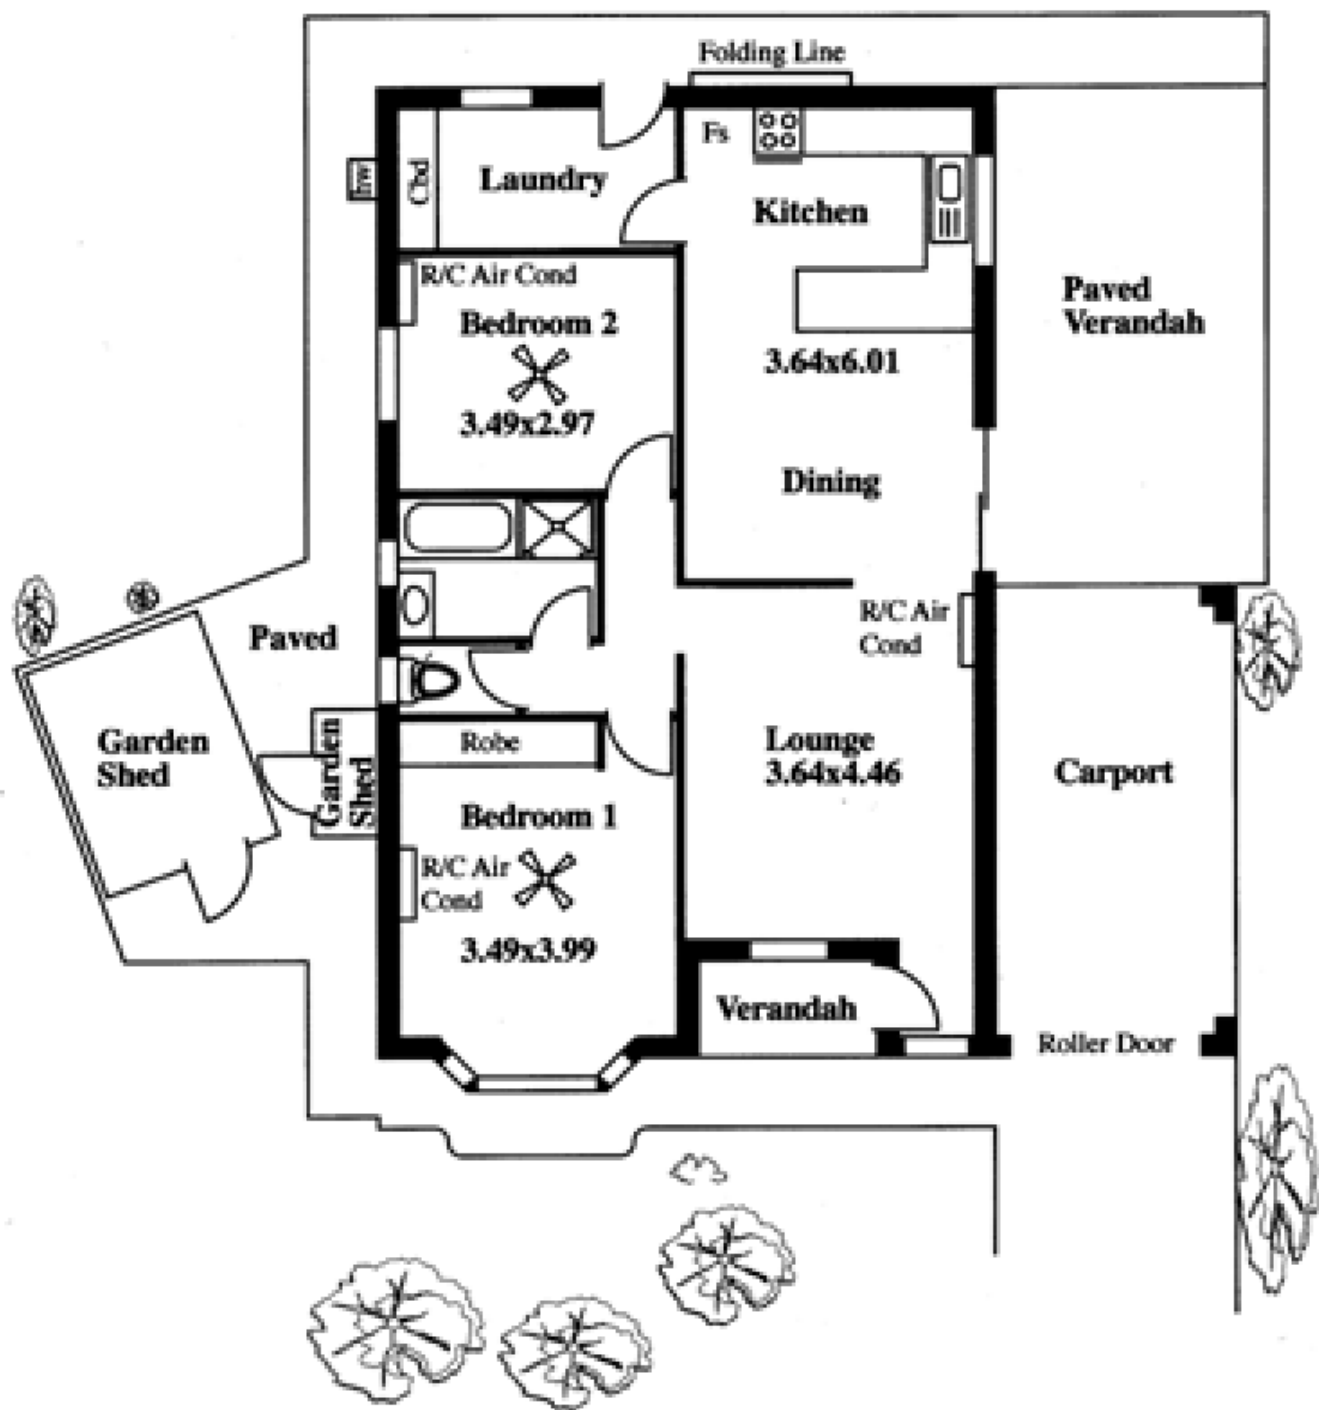 Folding Line
Fs
hw
Cbd
Laundry
Kitchen
R/C Air Cond
Bedroom 2
3.49x2.97
3.64x6.01
Paved
Verandah
Dining
R/C Air
Cond
Paved
Garden
Shed
Garden
Shed
Robe
Lounge
3.64x4.46
Carport
Bedroom 1
R/C Air
Cond
3.49x3.99
Verandah
Roller Door